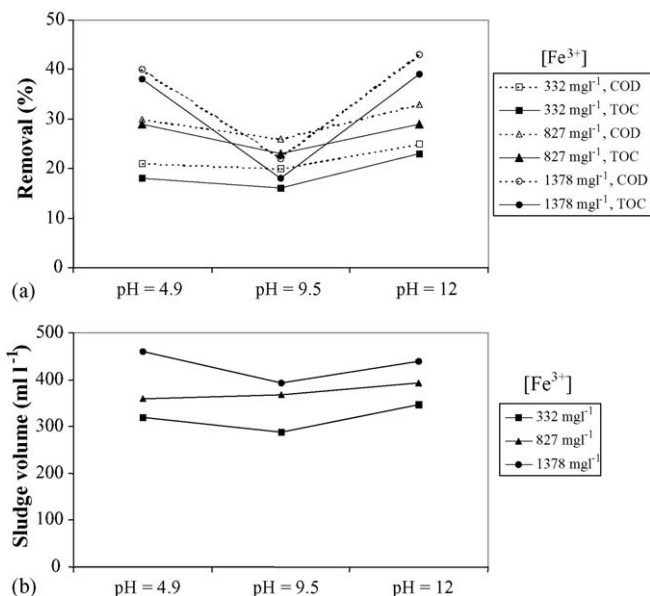 50
40
30
20
10
0
Removal (%)
(a)
pH = 4.9 pH = 9.5 pH = 12
[Fe³⁺]
332 mgl⁻¹, COD
332 mgl⁻¹, TOC
827 mgl⁻¹, COD
827 mgl⁻¹, TOC
1378 mgl⁻¹, COD
1378 mgl⁻¹, TOC
500
400
300
200
100
0
Sludge volume (ml l⁻¹)
(b)
pH = 4.9 pH = 9.5 pH = 12
[Fe³⁺]
332 mgl⁻¹
827 mgl⁻¹
1378 mgl⁻¹